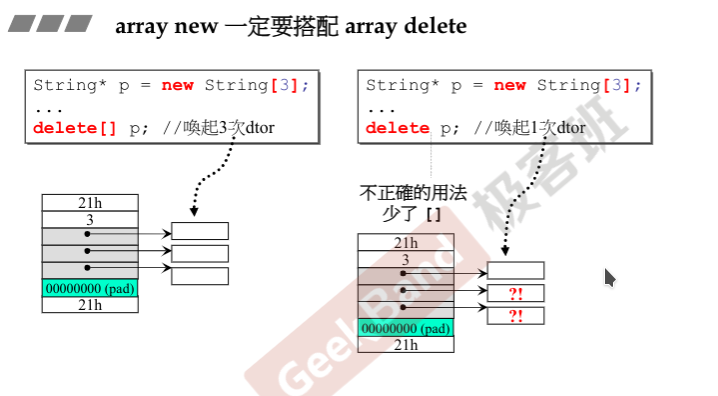 array new 一定要搭配 array delete
String* p = new String[3];
...
delete[] p; //喚起3次dtor
String* p = new String[3];
...
delete p; //喚起1次dtor
21h
3
00000000 (pad)
21h
不正確的用法
少了 []
21h
3
?!
?!
00000000 (pad)
21h
GeekBand 极客班